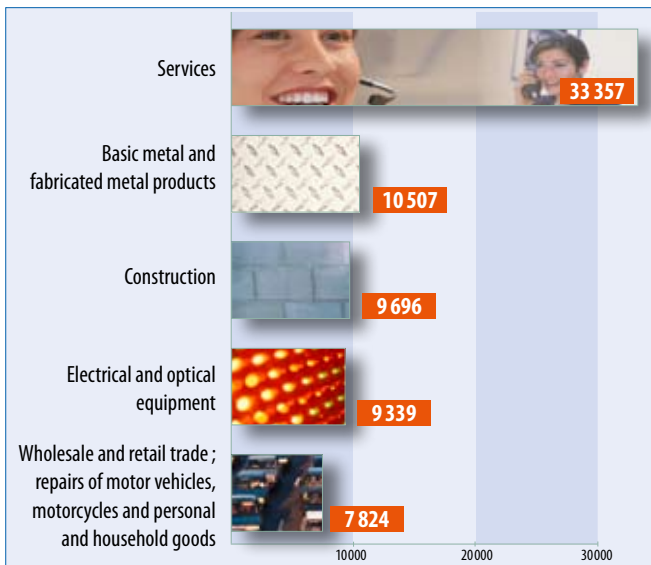 Services
33 357
Basic metal and
fabricated metal products
10 507
Construction
9 696
Electrical and optical
equipment
9 339
Wholesale and retail trade ;
repairs of motor vehicles,
motorcycles and personal
and household goods
7 824
10000 20000 30000